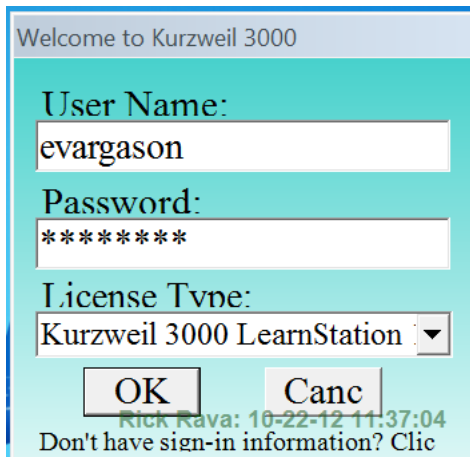 Welcome to Kurzweil 3000
User Name:
evargason
Password:
********
License Type:
Kurzweil 3000 LearnStation
OK Canc
Rick Rava: 10-22-12 11:37:04
Don't have sign-in information? Clic